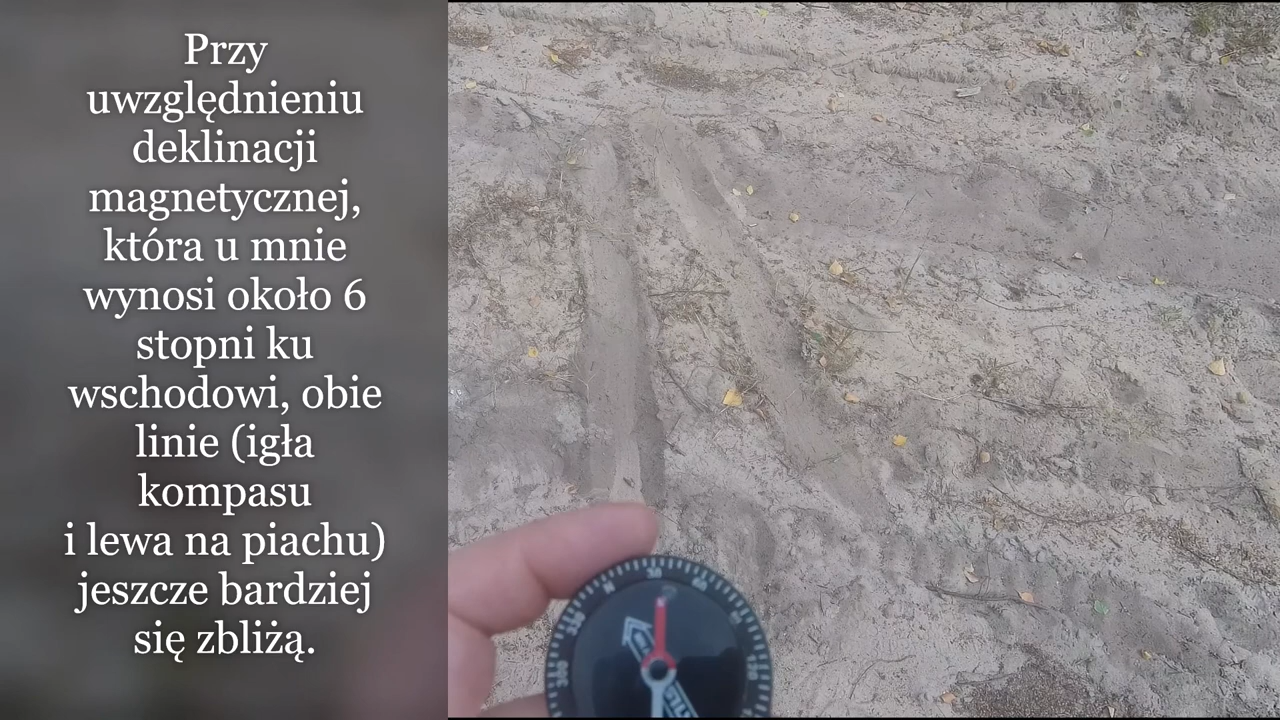 Przy
uwzględnieniu
deklinacji
magnetycznej,
która u mnie
wynosi około 6
stopni ku
wschodowi, obie
linie (igła
kompasu
i lewa na piachu)
jeszcze bardziej
się zbliżą.